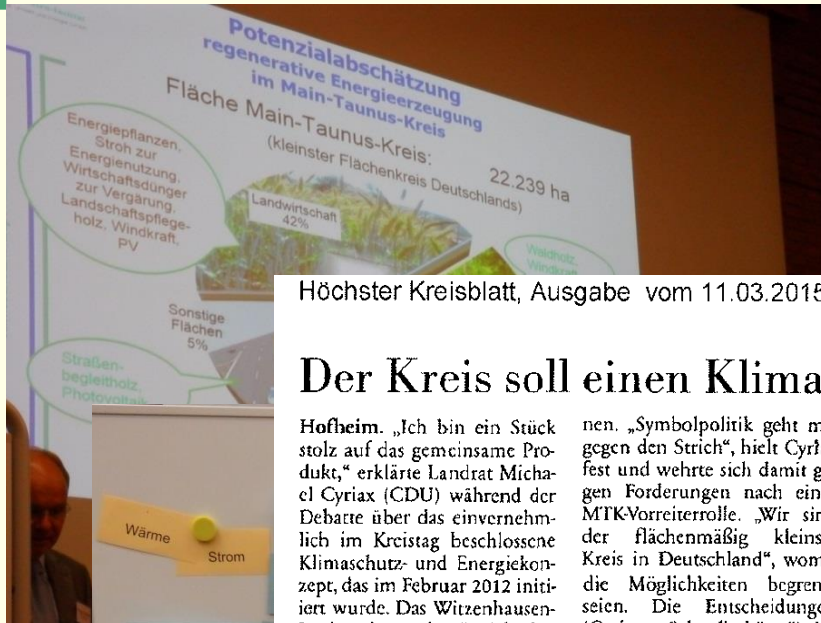 Potenzialabschätzung
regenerative Energieerzeugung
im Main-Taunus-Kreis
Fläche Main-Taunus-Kreis:
22.239 ha
(kleinster Flächenkreis Deutschlands)
Energiepflanzen,
Stroh zur
Energienutzung,
Wirtschaftsdünger
zur Vergärung,
Landschaftspflege-
holz, Windkraft,
PV
Landwirtschaft
42%
Waldholz,
Windkraft
Sonstige
Flächen
5%
Straßen-
begleitholz,
Photovoltaik
Wärme
Strom
Höchster Kreisblatt, Ausgabe vom 11.03.2015
Der Kreis soll einen Klima
Hofheim. „Ich bin ein Stück
stolz auf das gemeinsame Pro-
dukt,“ erklärte Landrat Micha-
el Cyriax (CDU) während der
Debatte über das einvernehm-
lich im Kreistag beschlossene
Klimaschutz- und Energiekon-
zept, das im Februar 2012 initi-
iert wurde. Das Witzenhausen-
nen. „Symbolpolitik geht m
gegen den Strich“, hielt Cyri
fest und wehrte sich damit g
gen Forderungen nach ein
MTK-Vorreiterrolle. „Wir sin
der flächenmäßig kleins
Kreis in Deutschland“, wom
die Möglichkeiten begren
seien. Die Entscheidunge